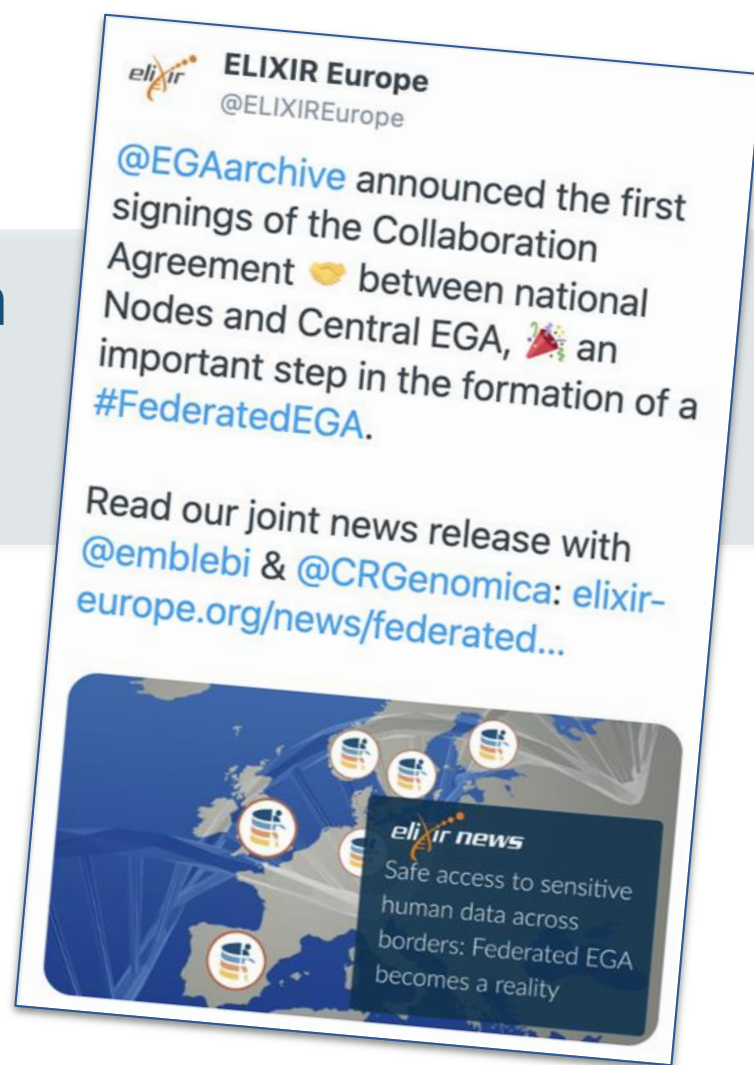 elixir
ELIXIR Europe
@ELIXIREurope
@EGAarchive announced the first
signings of the Collaboration
Agreement 🤝 between national
Nodes and Central EGA, 🎉 an
important step in the formation of a
#FederatedEGA.
Read our joint news release with
@emblebi & @CRGenomica: elixir-
europe.org/news/federated...
elixir news
Safe access to sensitive
human data across
borders: Federated EGA
becomes a reality